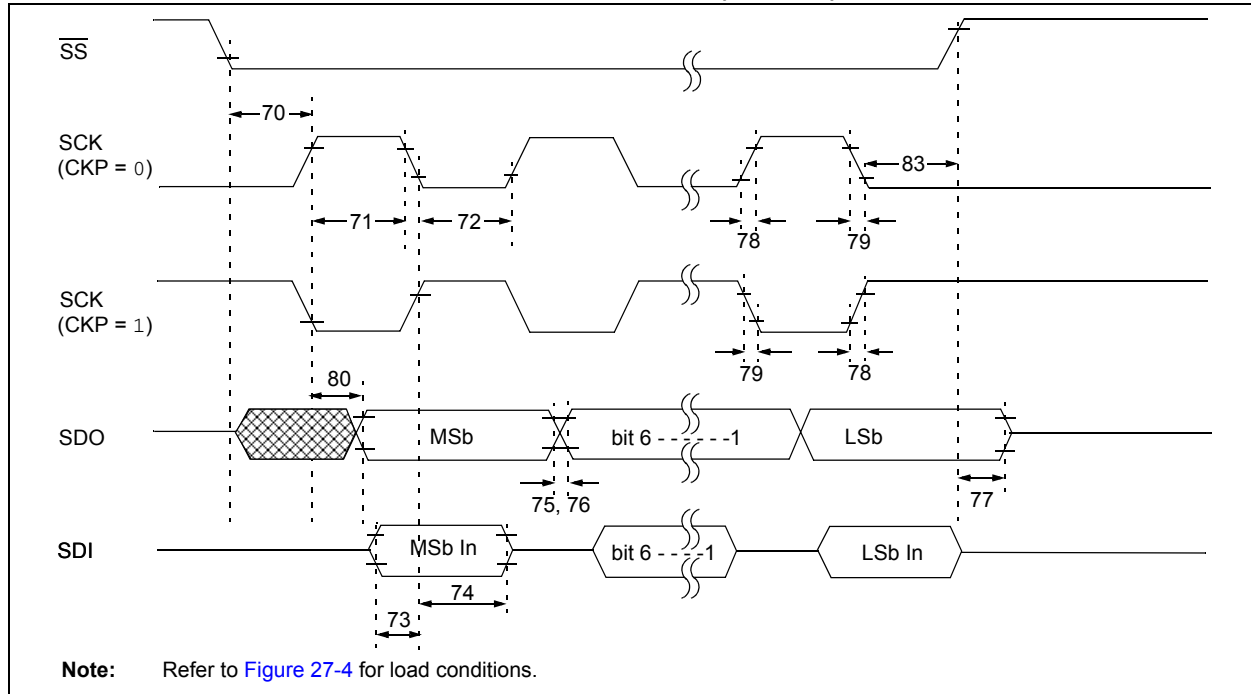 SS
70
SCK
(CKP = 0)
83
71
72
78
79
SCK
(CKP = 1)
79
78
80
SDO
MSb
bit 6 - - - - - -1
LSb
75, 76
77
SDI
MSb In
bit 6 - - - -1
LSb In
74
73
Note: Refer to Figure 27-4 for load conditions.